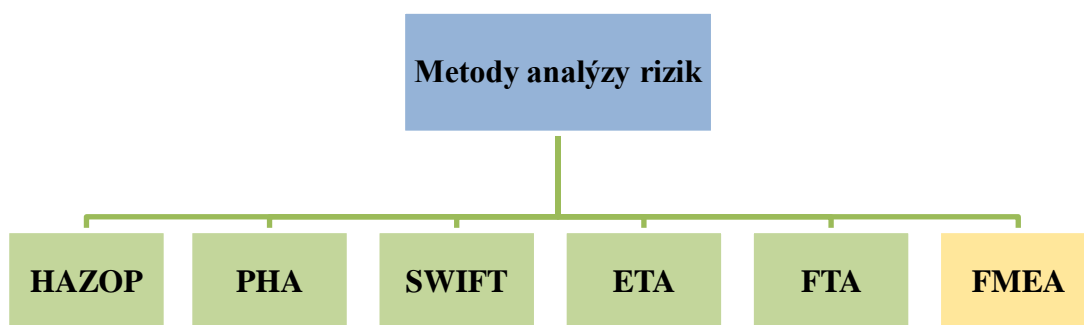 Metody analýzy rizik
HAZOP
PHA
SWIFT
ETA
FTA
FMEA